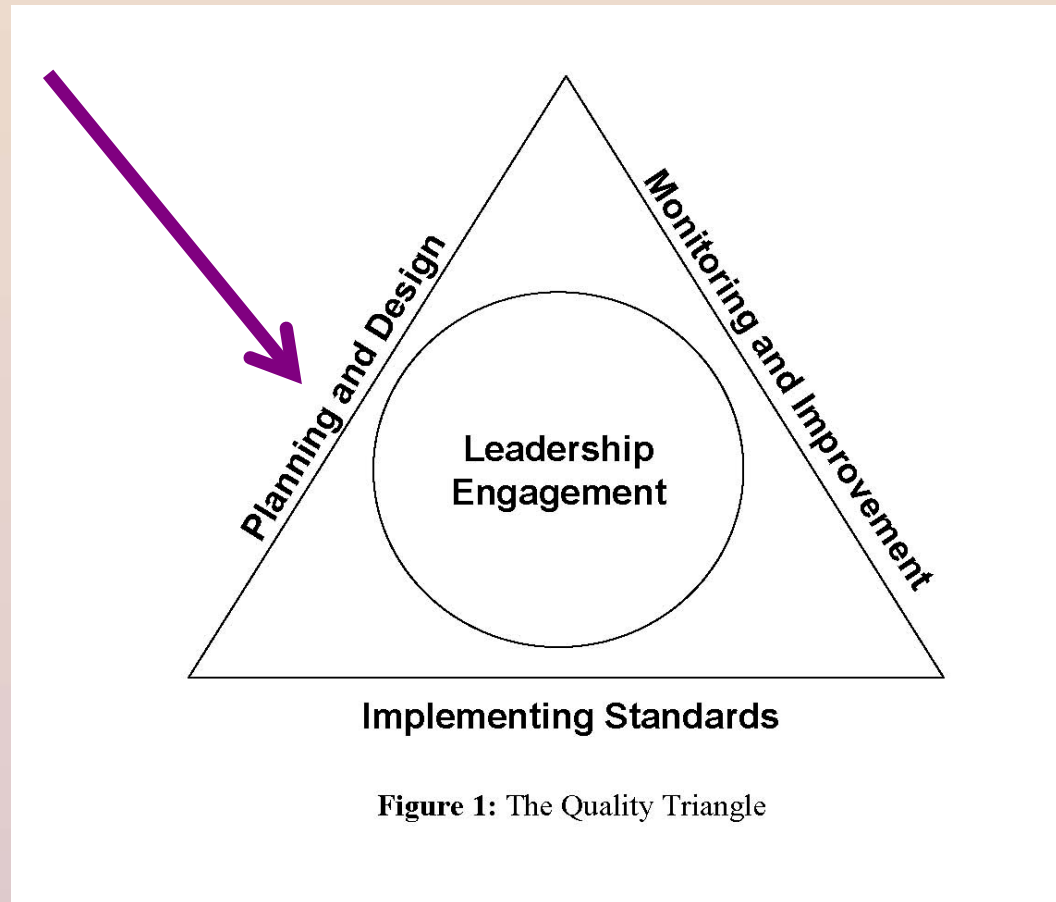 Planning and Design
Monitoring and Improvement
Leadership
Engagement
Implementing Standards
Figure 1: The Quality Triangle